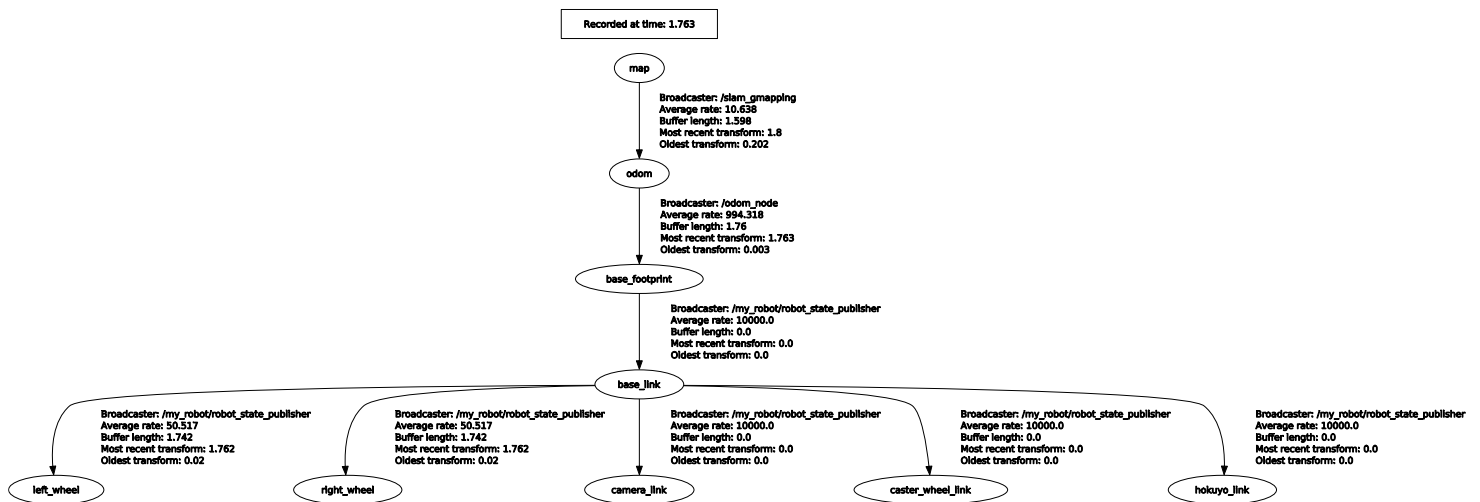 Recorded at time: 1.763
map
Broadcaster: /slam_gmapping
Average rate: 10.638
Buffer length: 1.598
Most recent transform: 1.8
Oldest transform: 0.202
odom
Broadcaster: /odom_node
Average rate: 994.318
Buffer length: 1.76
Most recent transform: 1.763
Oldest transform: 0.003
base_footprint
Broadcaster: /my_robot/robot_state_publisher
Average rate: 10000.0
Buffer length: 0.0
Most recent transform: 0.0
Oldest transform: 0.0
base_link
Broadcaster: /my_robot/robot_state_publisher
Average rate: 50.517
Buffer length: 1.742
Most recent transform: 1.762
Oldest transform: 0.02
Broadcaster: /my_robot/robot_state_publisher
Average rate: 50.517
Buffer length: 1.742
Most recent transform: 1.762
Oldest transform: 0.02
Broadcaster: /my_robot/robot_state_publisher
Average rate: 10000.0
Buffer length: 0.0
Most recent transform: 0.0
Oldest transform: 0.0
Broadcaster: /my_robot/robot_state_publisher
Average rate: 10000.0
Buffer length: 0.0
Most recent transform: 0.0
Oldest transform: 0.0
Broadcaster: /my_robot/robot_state_publisher
Average rate: 10000.0
Buffer length: 0.0
Most recent transform: 0.0
Oldest transform: 0.0
left_wheel
right_wheel
camera_link
caster_wheel_link
hokuyo_link